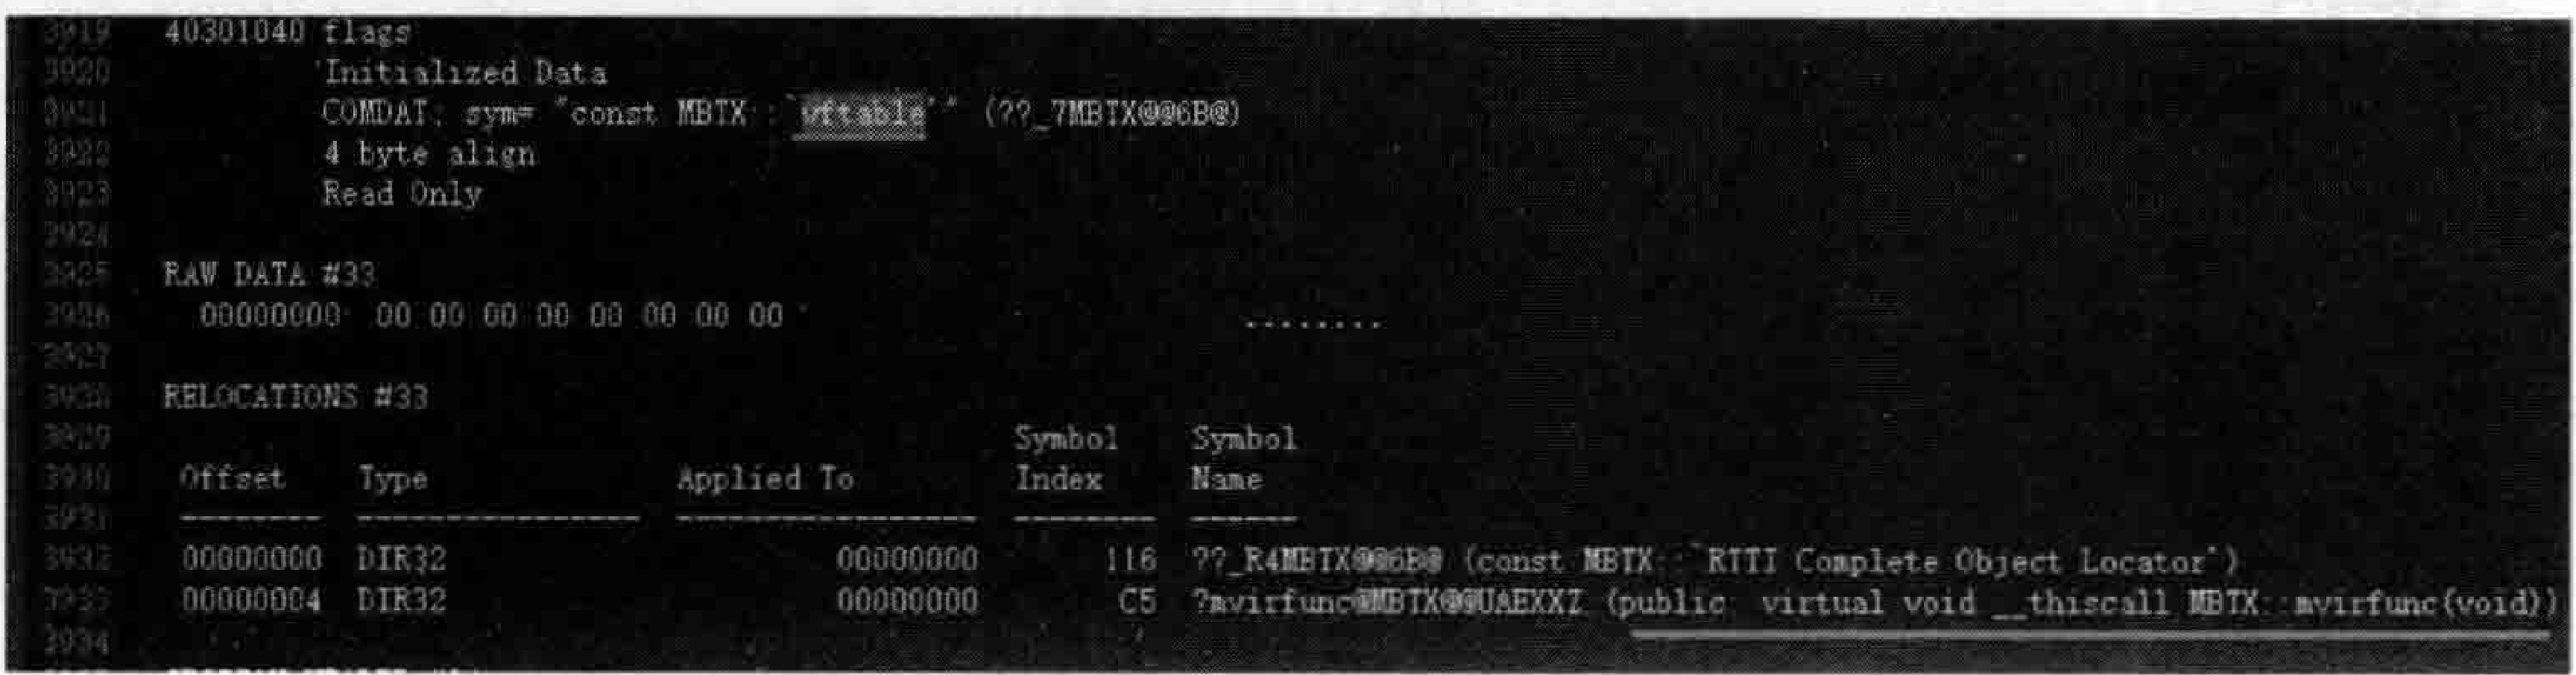 3919 40301040 flags
3920 Initialized Data
3921 COMDAT; sym= "const MBTX::`vftable'" (??_7MBTX@@6B@)
3922 4 byte align
3923 Read Only
3924
3925 RAW DATA #33
3926 00000000: 00 00 00 00 00 00 00 00 ........
3927
3928 RELOCATIONS #33
3929 Symbol Symbol
3930 Offset Type Applied To Index Name
3931 -------- ---------------- ----------------- -------- ------
3932 00000000 DIR32 00000000 116 ??_R4MBTX@@6B@ (const MBTX::`RTTI Complete Object Locator')
3933 00000004 DIR32 00000000 C5 ?mvirfunc@MBTX@@UAEXXZ (public: virtual void __thiscall MBTX::mvirfunc(void))
3934